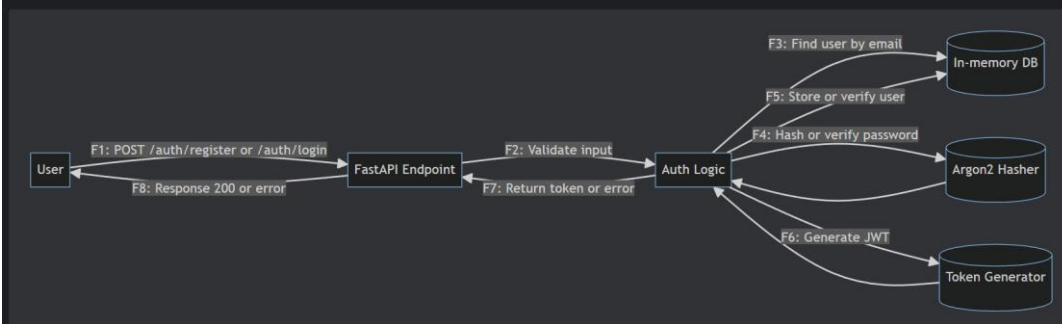 F3: Find user by email
In-memory DB
F5: Store or verify user
F4: Hash or verify password
F1: POST /auth/register or /auth/login
F2: Validate input
User
FastAPI Endpoint
Auth Logic
Argon2 Hasher
F8: Response 200 or error
F7: Return token or error
F6: Generate JWT
Token Generator